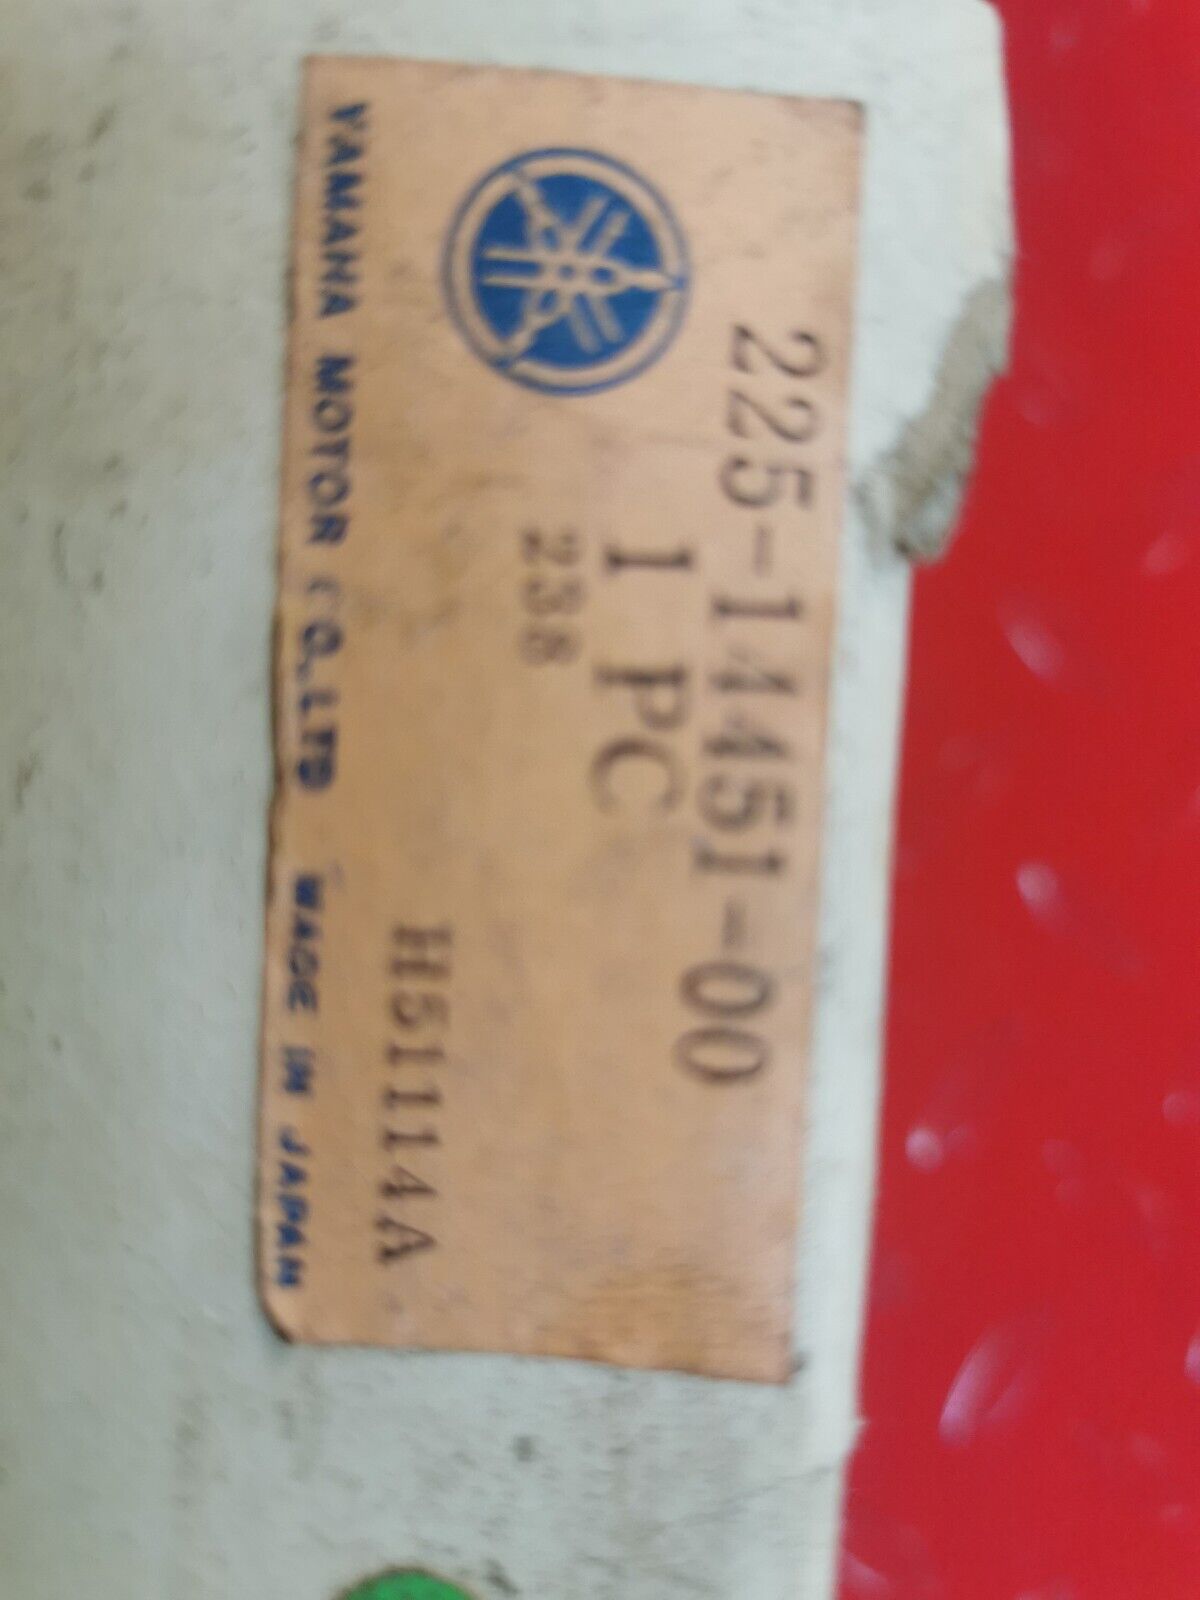 225-14451-00
1 PC
238
H51114A
YAMAHA MOTOR CO.,LTD MADE IN JAPAN